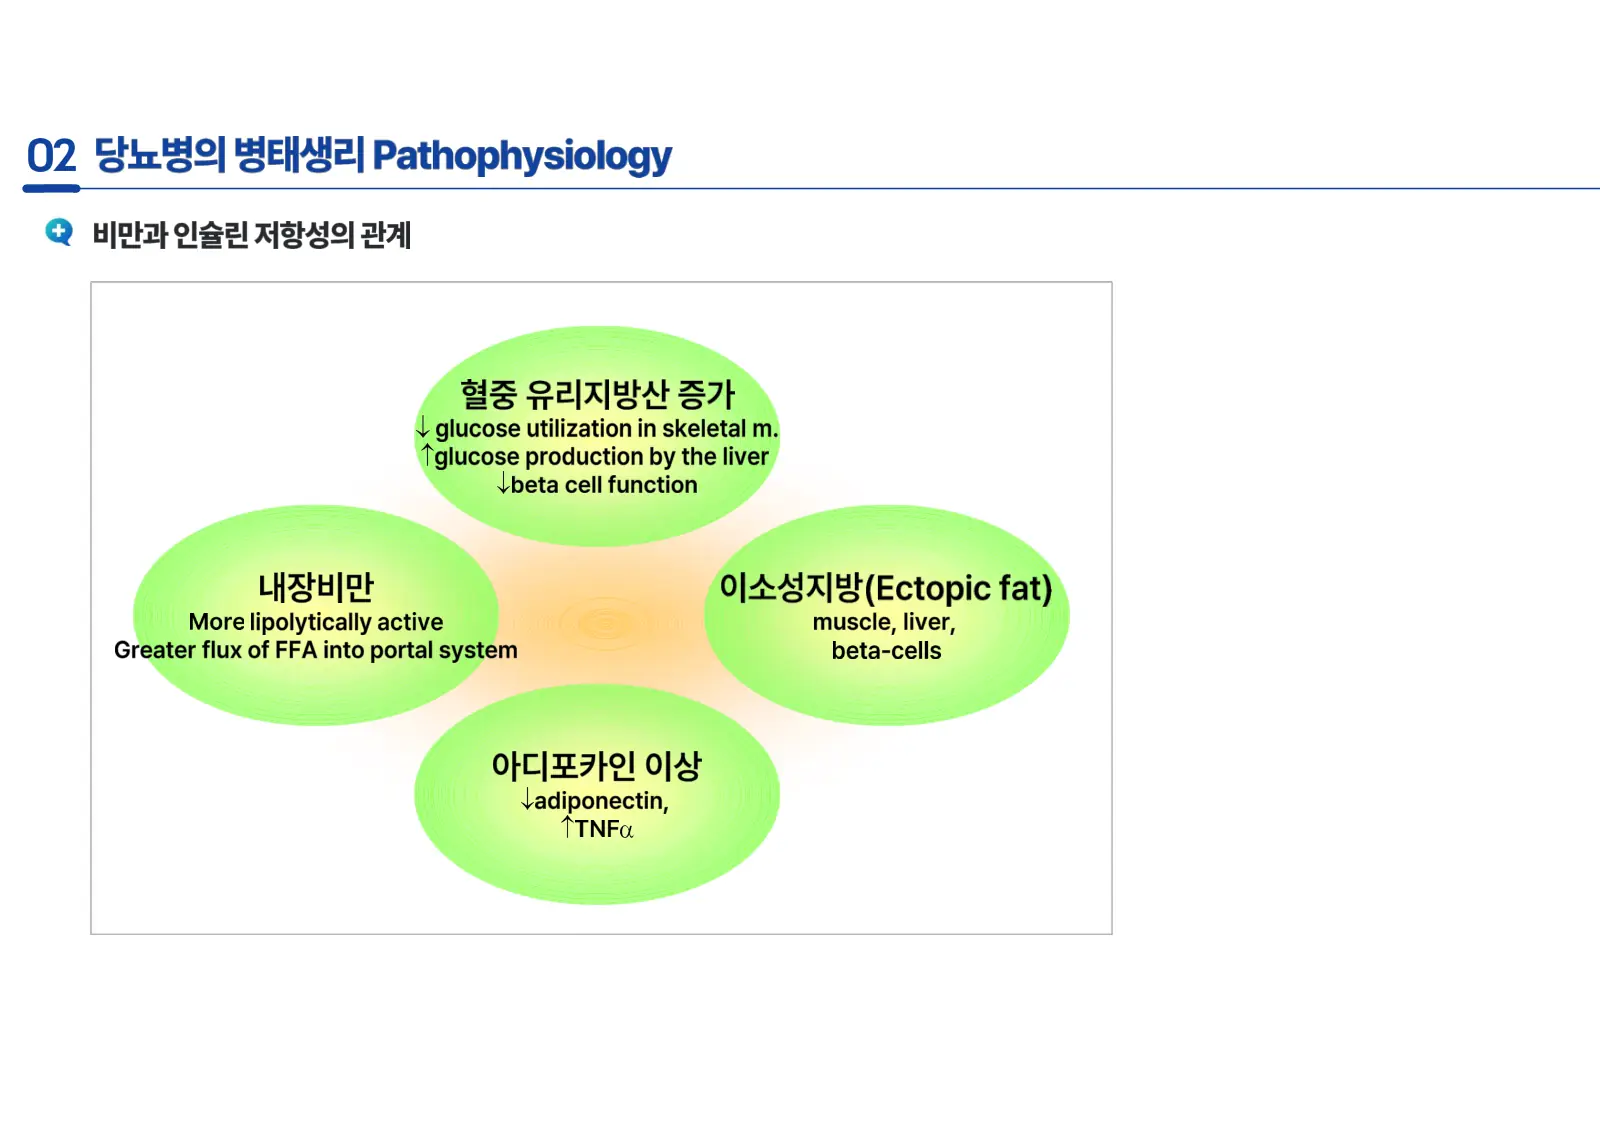 02 당뇨병의 병태생리 Pathophysiology
비만과 인슐린 저항성의 관계
혈중 유리지방산 증가
↓ glucose utilization in skeletal m.
↑glucose production by the liver
↓beta cell function
내장비만
More lipolytically active
Greater flux of FFA into portal system
이소성지방(Ectopic fat)
muscle, liver,
beta-cells
아디포카인 이상
↓adiponectin,
↑TNFα